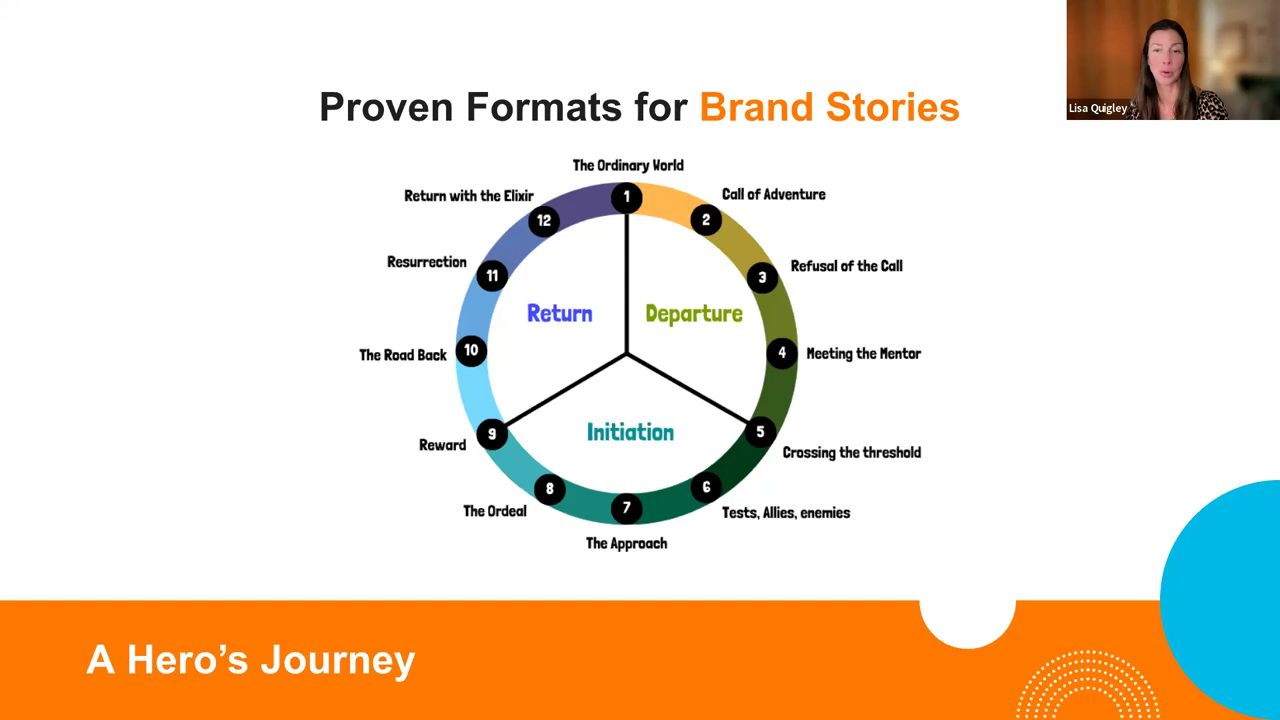 Lisa Quigley
Proven Formats for Brand Stories
The Ordinary World
1
Call of Adventure
2
Refusal of the Call
3
Meeting the Mentor
4
Crossing the threshold
5
Tests, Allies, enemies
6
The Approach
7
The Ordeal
8
Reward
9
The Road Back
10
Resurrection
11
Return with the Elixir
12
Return
Departure
Initiation
A Hero’s Journey